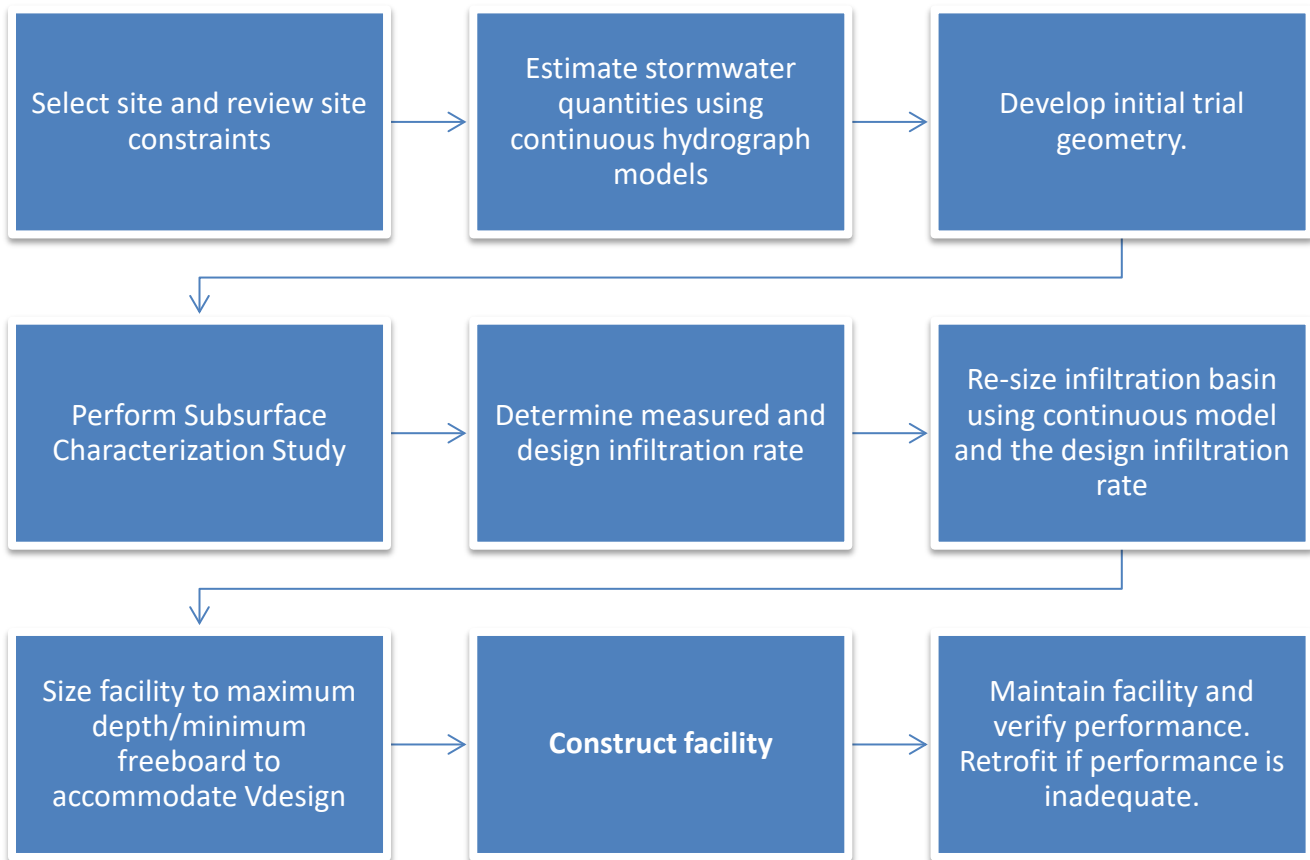 Select site and review site
constraints
Estimate stormwater
quantities using
continuous hydrograph
models
Develop initial trial
geometry.
Perform Subsurface
Characterization Study
Determine measured and
design infiltration rate
Re-size infiltration basin
using continuous model
and the design infiltration
rate
Size facility to maximum
depth/minimum
freeboard to
accommodate Vdesign
Construct facility
Maintain facility and
verify performance.
Retrofit if performance is
inadequate.